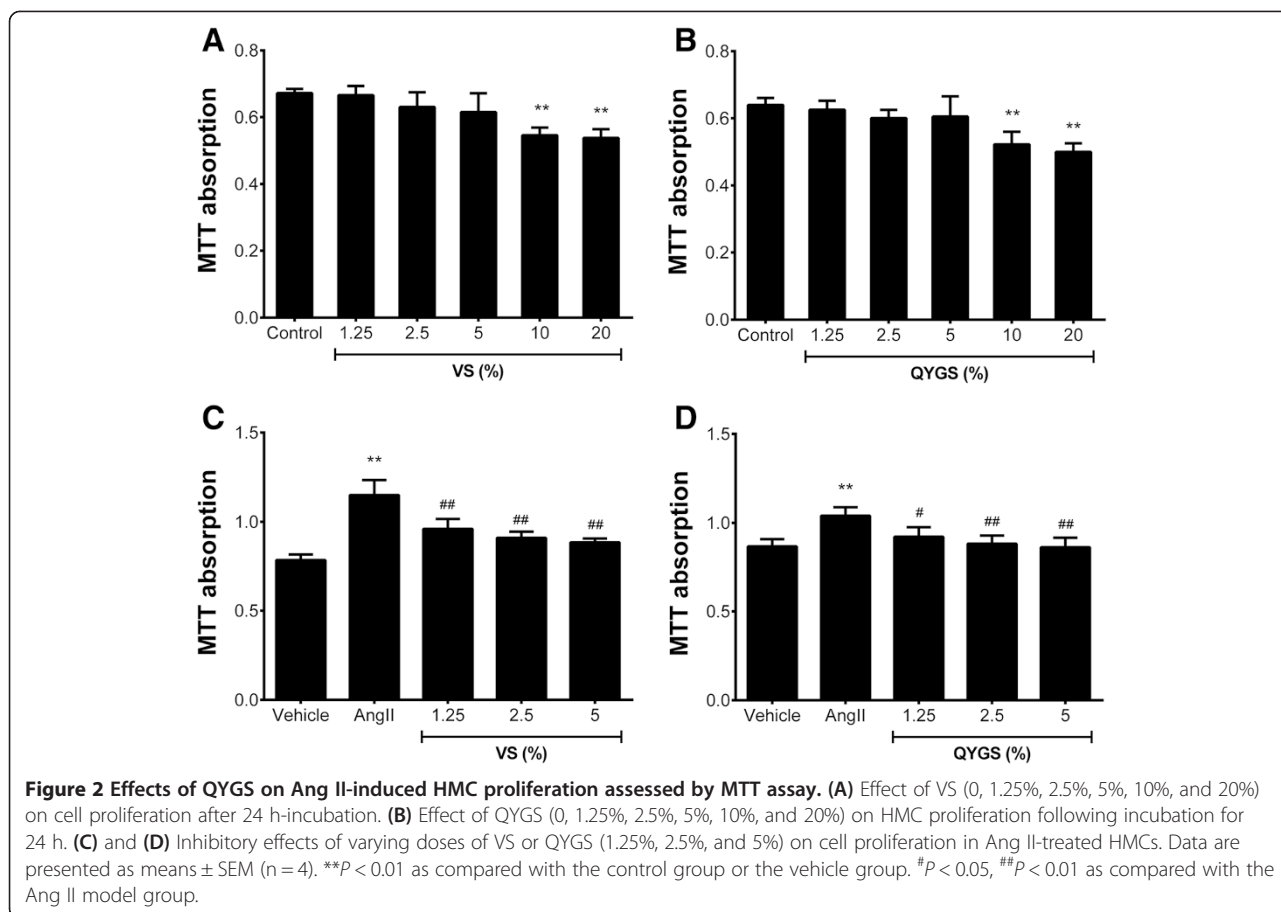 A
B
0.8
0.6
0.4
0.2
0.0
MTT absorption
** **
Control 1.25 2.5 5 10 20
VS (%)
0.8
0.6
0.4
0.2
0.0
MTT absorption
** **
Control 1.25 2.5 5 10 20
QYGS (%)
C
D
1.5
1.0
0.5
0.0
MTT absorption
** ## ## ##
Vehicle AngII 1.25 2.5 5
VS (%)
1.5
1.0
0.5
0.0
MTT absorption
** # ## ##
Vehicle AngII 1.25 2.5 5
QYGS (%)
Figure 2 Effects of QYGS on Ang II-induced HMC proliferation assessed by MTT assay. (A) Effect of VS (0, 1.25%, 2.5%, 5%, 10%, and 20%)
on cell proliferation after 24 h-incubation. (B) Effect of QYGS (0, 1.25%, 2.5%, 5%, 10%, and 20%) on HMC proliferation following incubation for
24 h. (C) and (D) Inhibitory effects of varying doses of VS or QYGS (1.25%, 2.5%, and 5%) on cell proliferation in Ang II-treated HMCs. Data are
presented as means ± SEM (n = 4). **P < 0.01 as compared with the control group or the vehicle group. #P < 0.05, ##P < 0.01 as compared with the
Ang II model group.